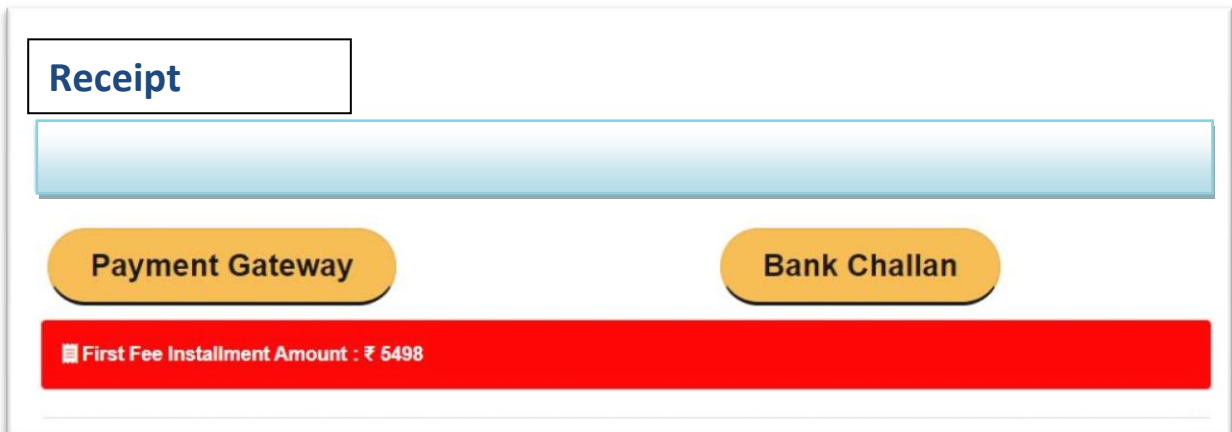 Receipt
Payment Gateway
Bank Challan
First Fee Installment Amount : ₹ 5498